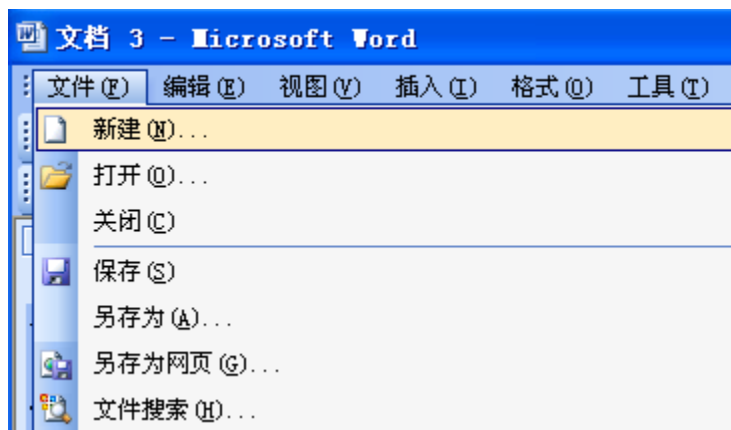 文档 3 - Microsoft Word
文件(F) 编辑(E) 视图(V) 插入(I) 格式(O) 工具(T)
新建(N)...
打开(O)...
关闭(C)
保存(S)
另存为(A)...
另存为网页(G)...
文件搜索(H)...